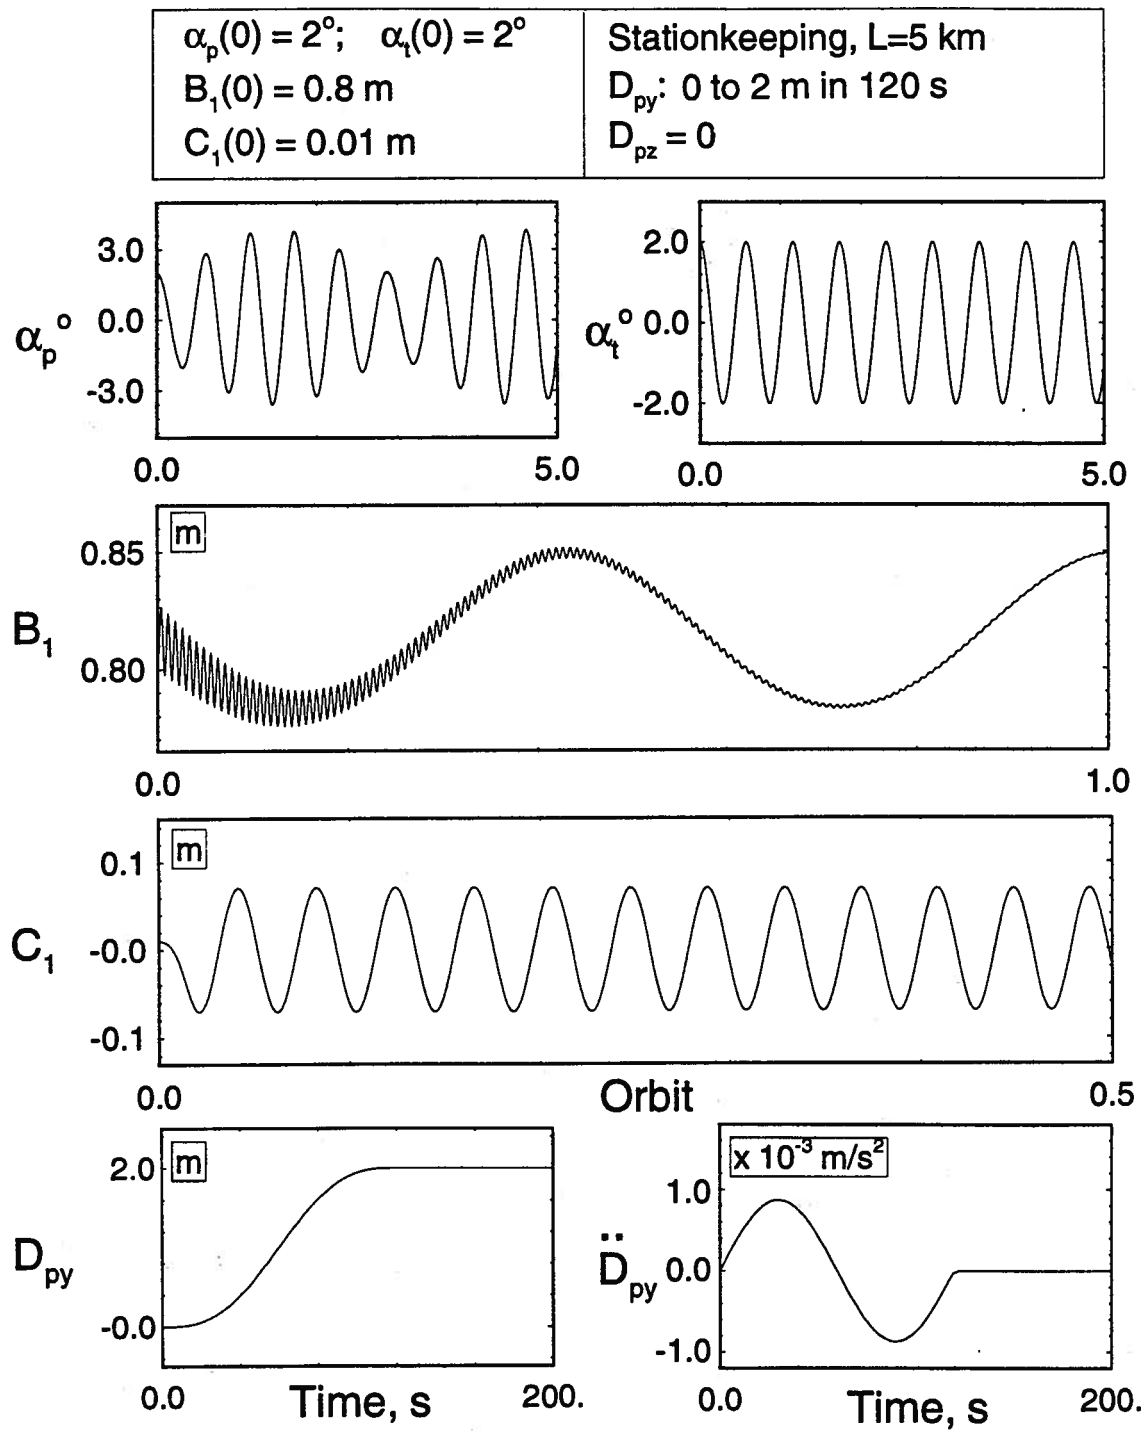 αp(0) = 2°; αt(0) = 2°
B1(0) = 0.8 m
C1(0) = 0.01 m
Stationkeeping, L=5 km
Dpy: 0 to 2 m in 120 s
Dpz = 0
αp°
3.0
0.0
-3.0
0.0
5.0
αt°
2.0
0.0
-2.0
0.0
5.0
m
B1
0.85
0.80
0.0
1.0
m
C1
0.1
-0.0
-0.1
0.0
Orbit
0.5
m
Dpy
2.0
-0.0
0.0
Time, s
200.
x 10⁻³ m/s²
D̈py
1.0
0.0
-1.0
0.0
Time, s
200.